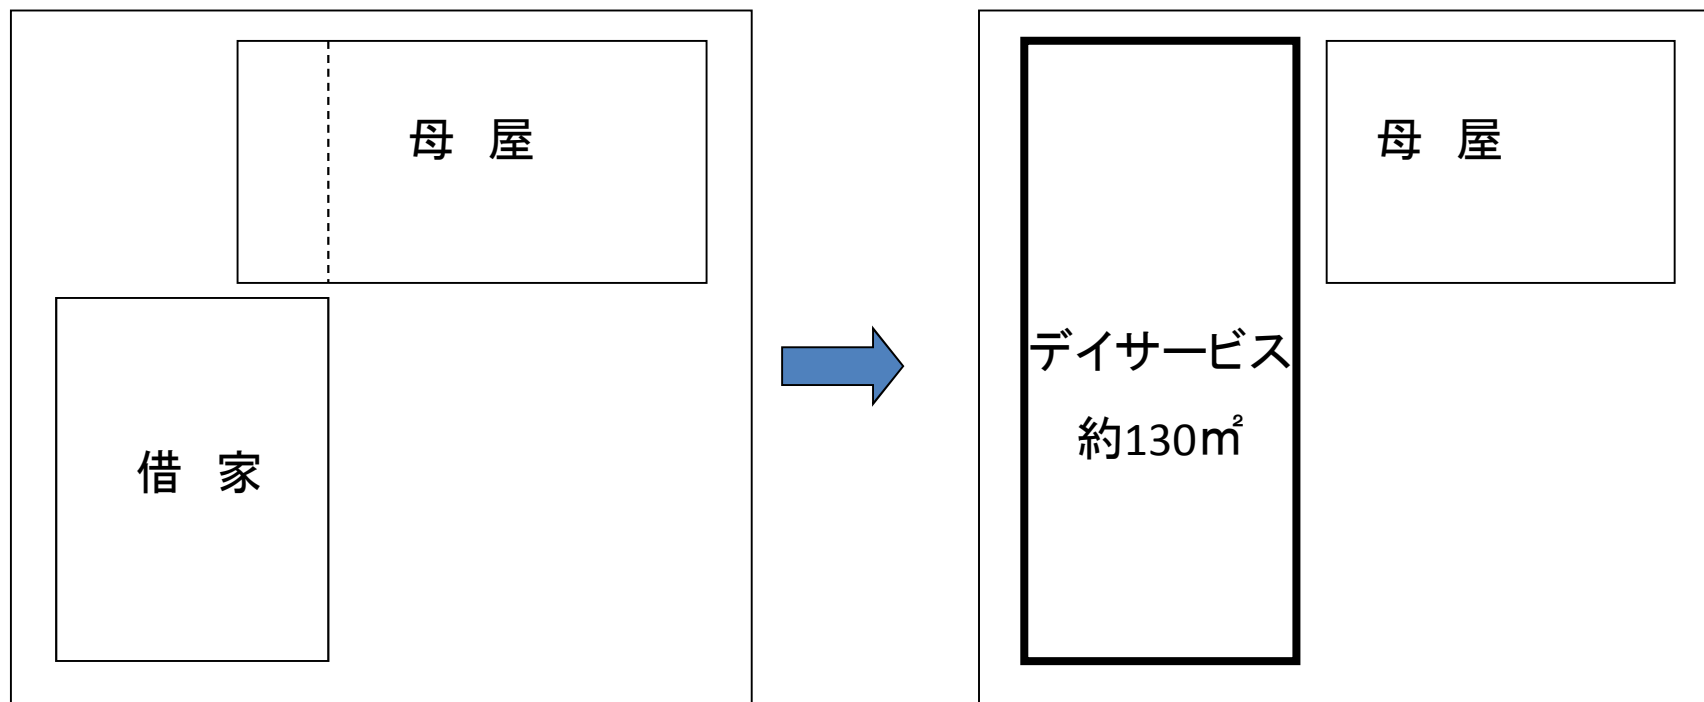 母　屋
借　家
母　屋
デイサービス
約130㎡